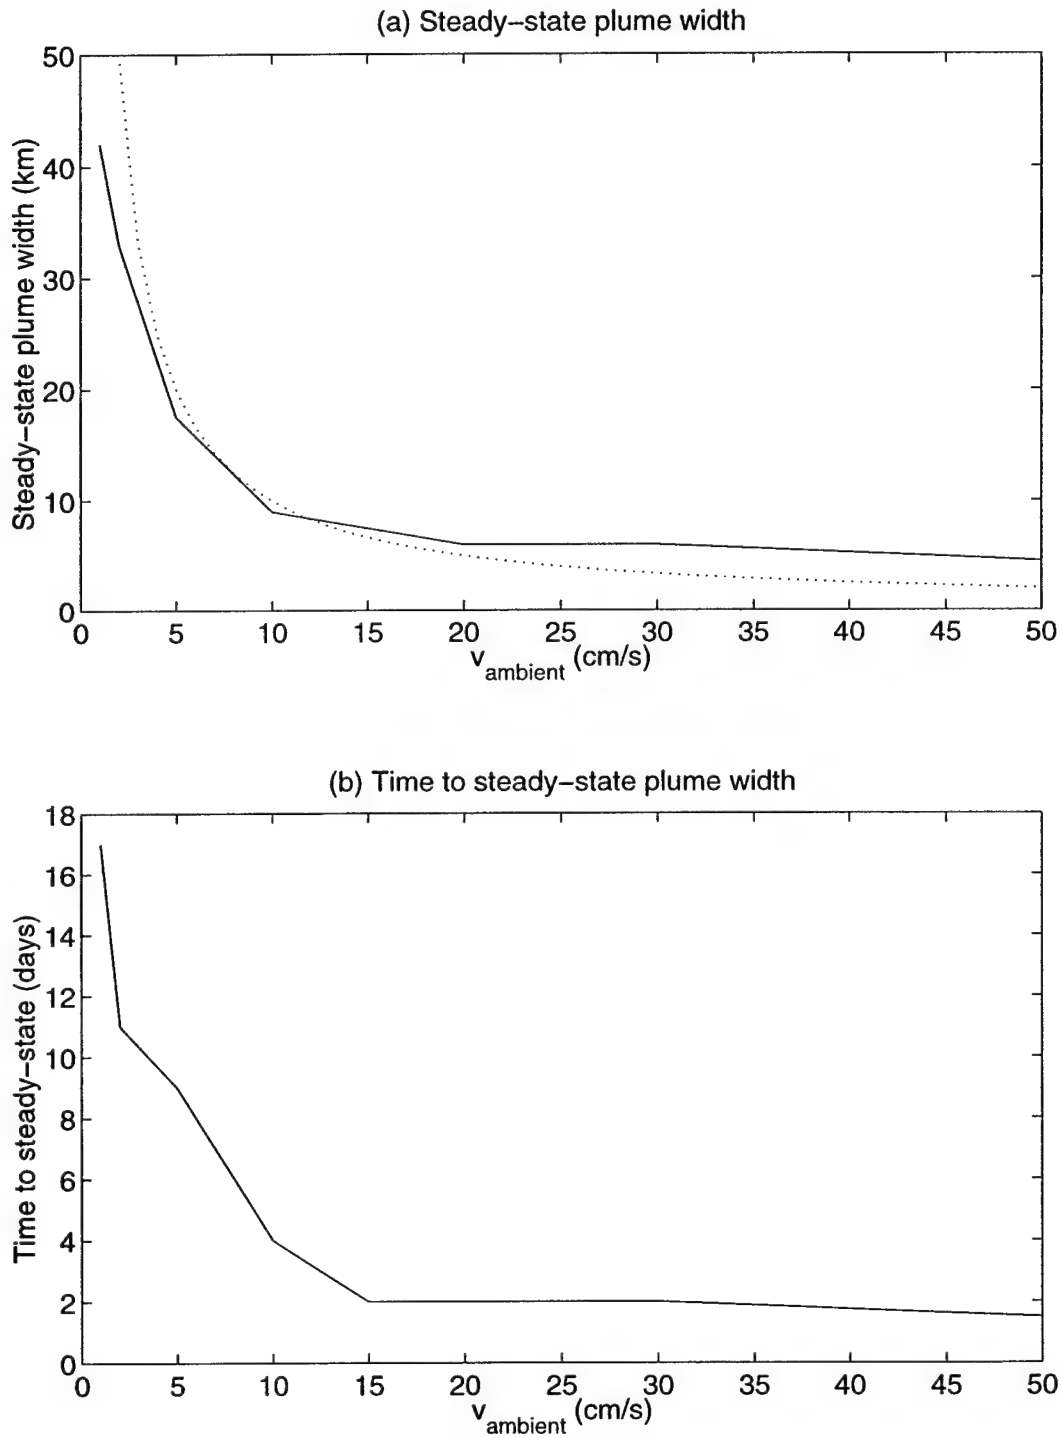 (a) Steady–state plume width
Steady–state plume width (km)
50
40
30
20
10
0
0 5 10 15 20 25 30 35 40 45 50
v_ambient (cm/s)
(b) Time to steady–state plume width
Time to steady–state (days)
18
16
14
12
10
8
6
4
2
0
0 5 10 15 20 25 30 35 40 45 50
v_ambient (cm/s)